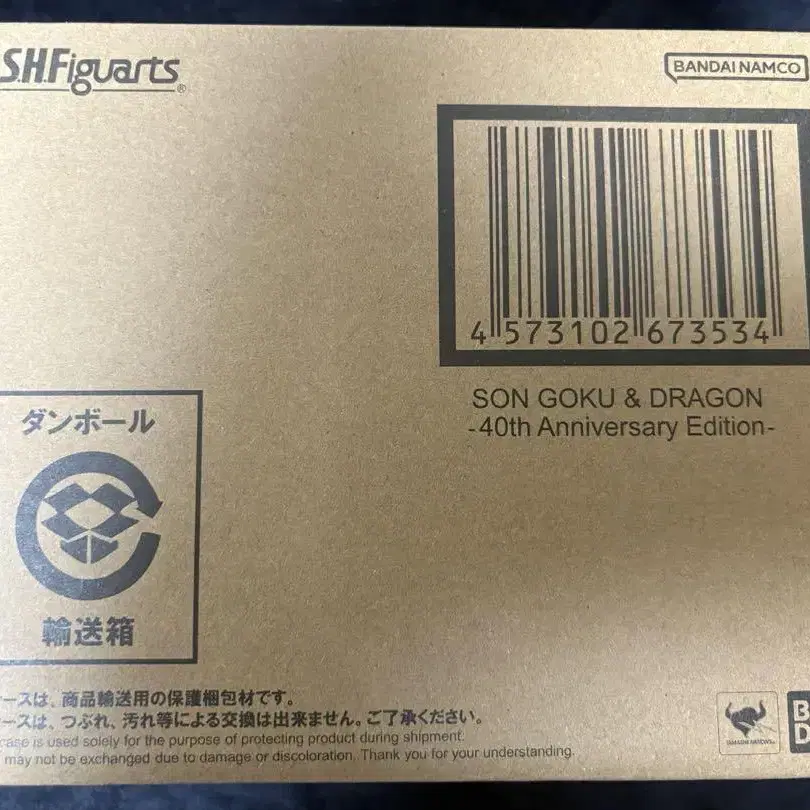 S.H.Figuarts®
BANDAI NAMCO
4 573102 673534
SON GOKU & DRAGON
-40th Anniversary Edition-
ダンボール
輸送箱
ースは、商品輸送用の保護梱包材です。
ースは、つぶれ、汚れ等による交換は出来ません。ご了承ください。
case is used solely for the purpose of protecting product during shipment.
may not be exchanged due to damage or discoloration. Thank you for your understanding.
TAMASHII NATIONS
B
D